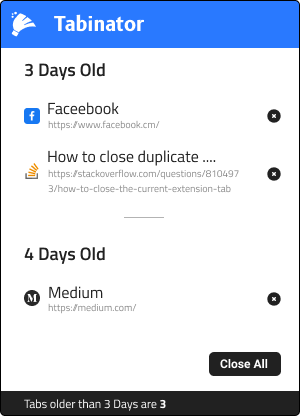 Tabinator
3 Days Old
Faceebook
https://www.facebook.cm/
How to close duplicate ....
https://stackoverflow.com/questions/810497
3/how-to-close-the-current-extension-tab
4 Days Old
Medium
https://medium.com/
Close All
Tabs older than 3 Days are 3